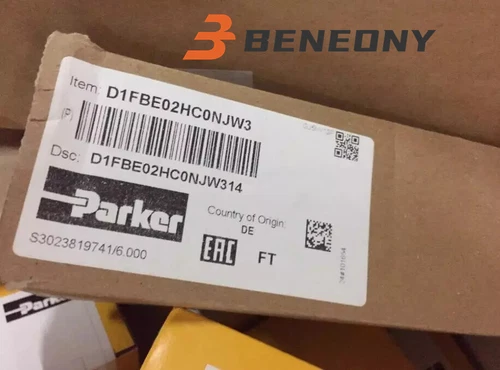 BENEONY
Item: D1FBE02HC0NJW3
(P)
Dsc: D1FBE02HC0NJW314
Parker
Country of Origin:
DE
EAC
FT
S3023819741/6.000
Parker